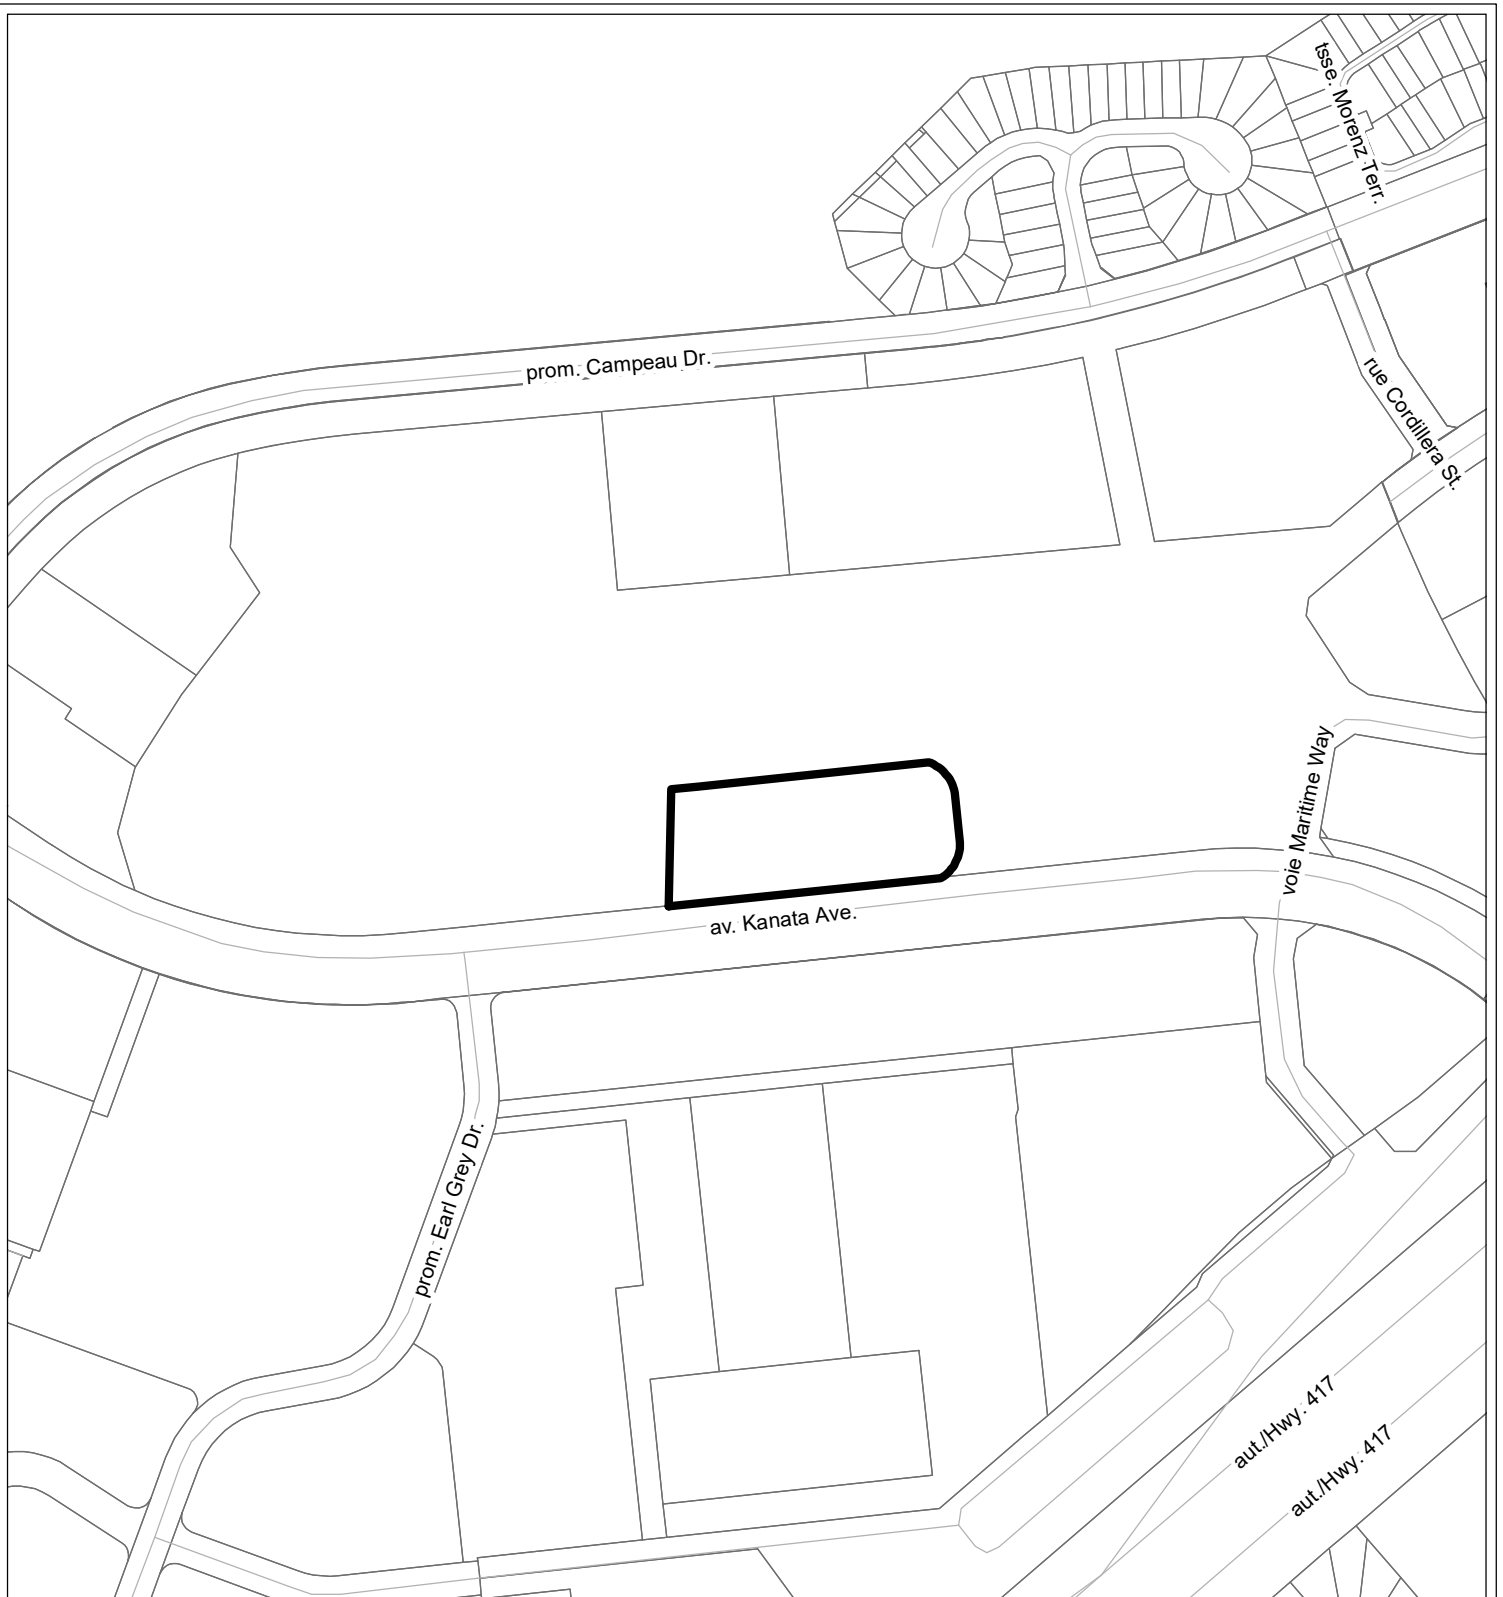 tsse. Morenz Terr.
prom. Campeau Dr.
rue Cordillera St.
voie Maritime Way
av. Kanata Ave.
prom. Earl Grey Dr.
aut./Hwy. 417
aut./Hwy. 417